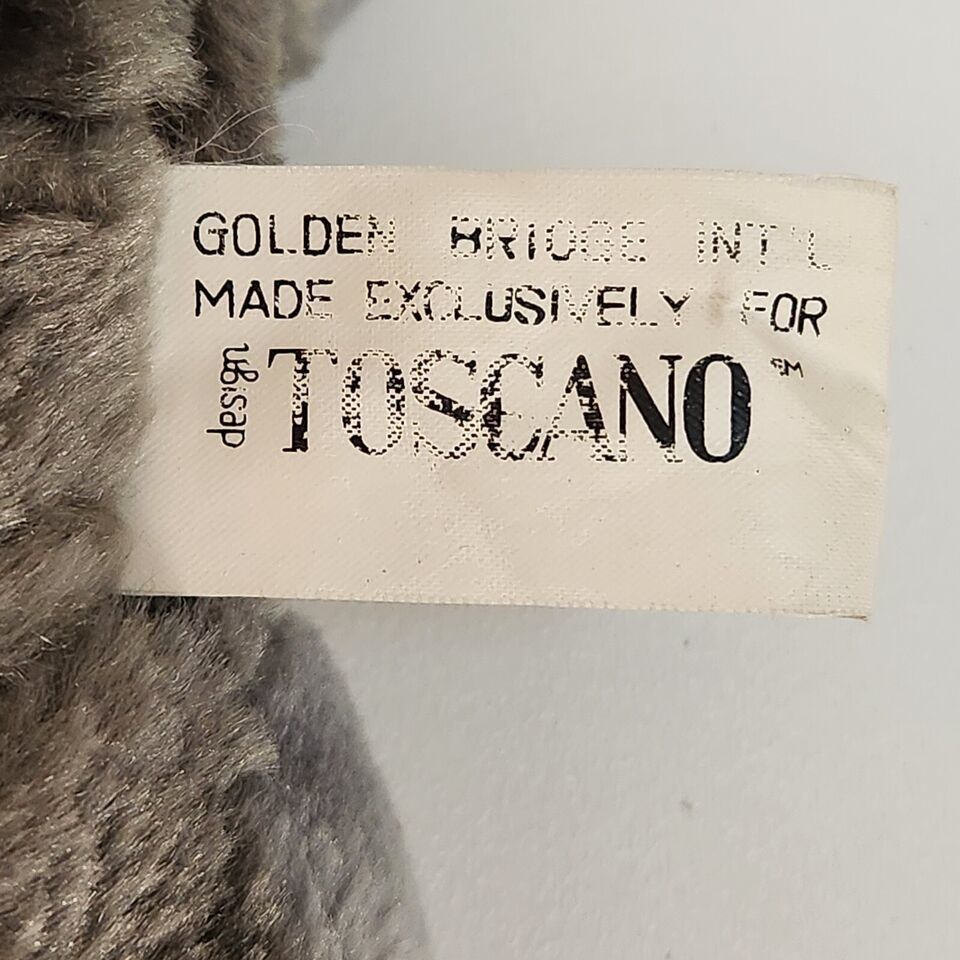 GOLDEN BRIDGE INT'L
MADE EXCLUSIVELY FOR
design TOSCANO ℠